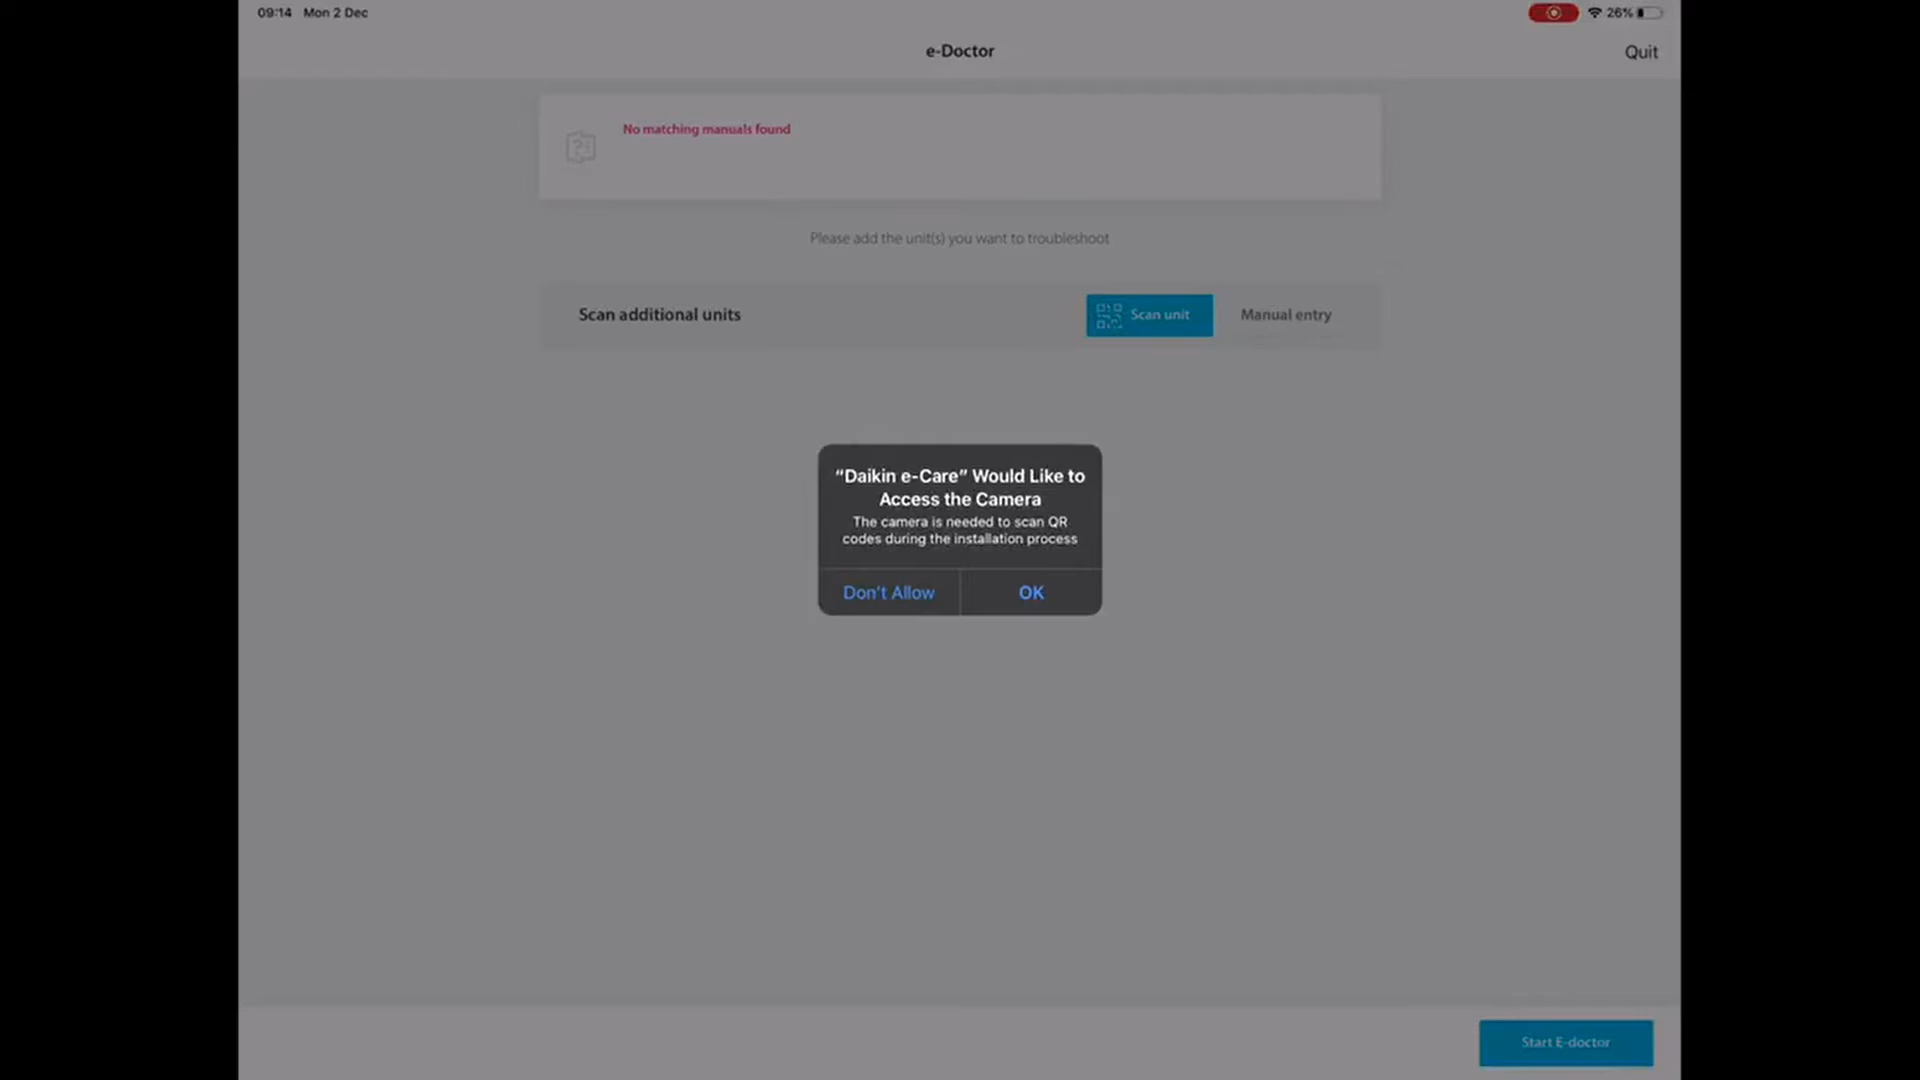 09:14 Mon 2 Dec
26%
e-Doctor
Quit
No matching manuals found
Please add the unit(s) you want to troubleshoot
Scan additional units
Scan unit
Manual entry
“Daikin e-Care” Would Like to
Access the Camera
The camera is needed to scan QR
codes during the installation process
Don’t Allow
OK
Start E-doctor